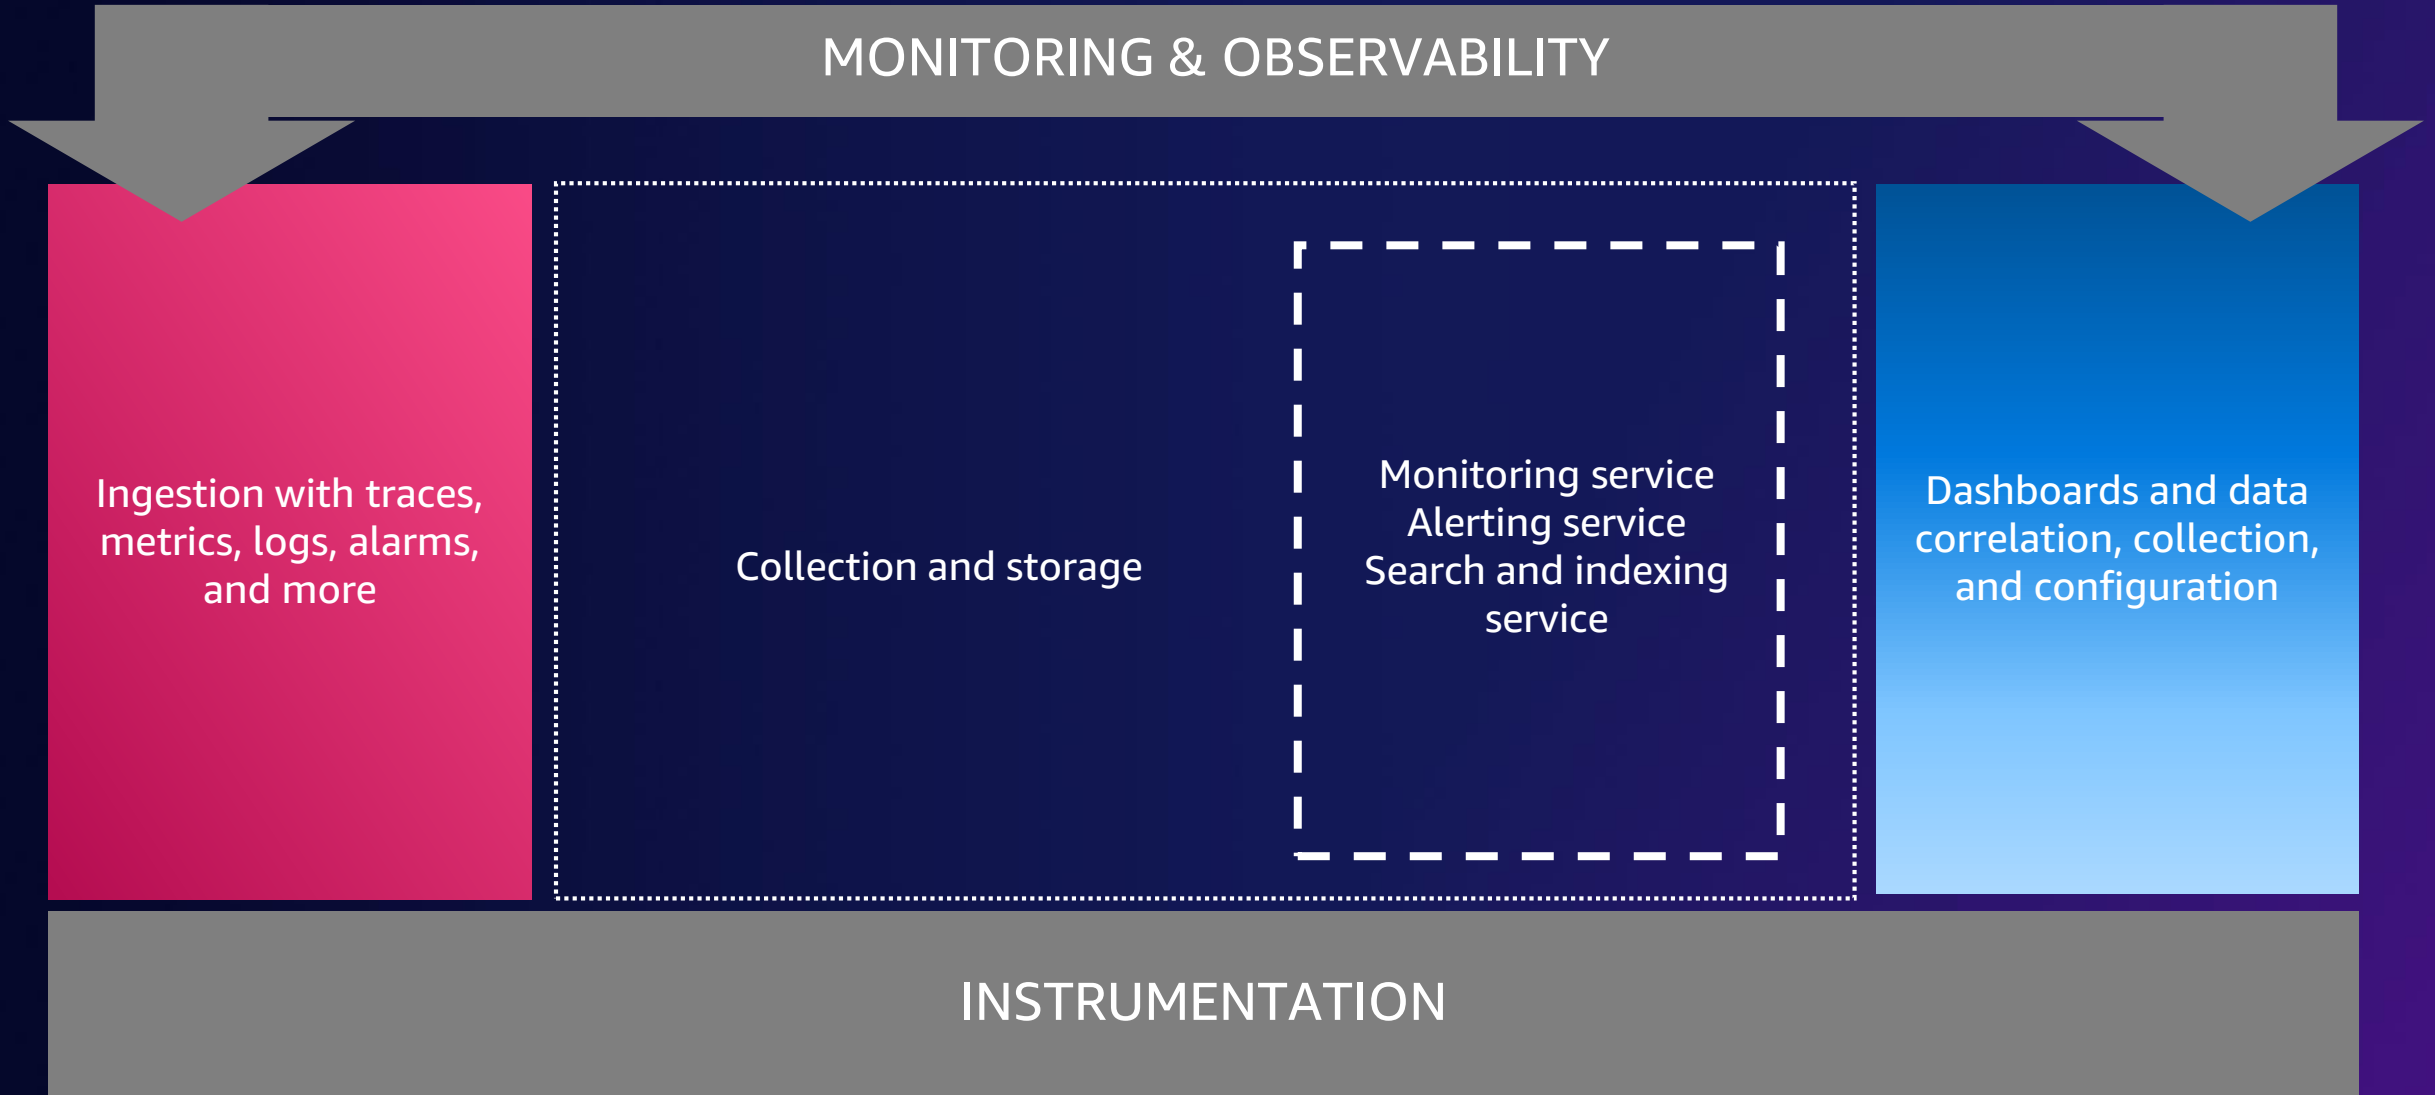 MONITORING & OBSERVABILITY
Ingestion with traces,
metrics, logs, alarms,
and more
Collection and storage
Monitoring service
Alerting service
Search and indexing
service
Dashboards and data
correlation, collection,
and configuration
INSTRUMENTATION